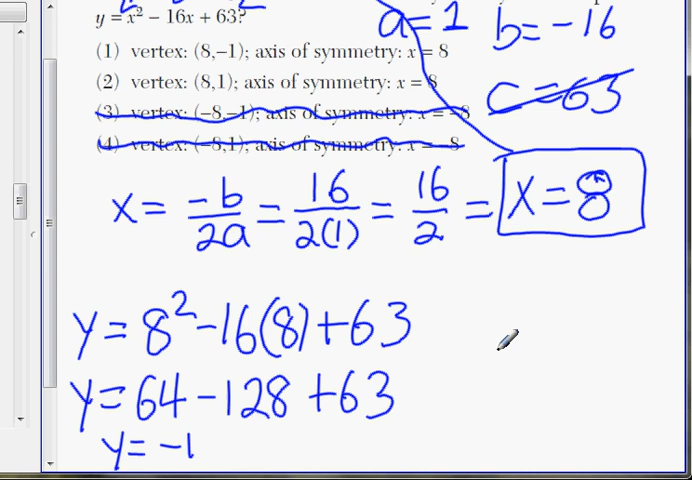 y = x² − 16x + 63?
a=1 b=-16
(1) vertex: (8,−1); axis of symmetry: x = 8
(2) vertex: (8,1); axis of symmetry: x = 8
c=63
(3) vertex: (−8,−1); axis of symmetry: x = −8
(4) vertex: (−8,1); axis of symmetry: x = −8
x = -b/2a = 16/2(1) = 16/2 = x=8
y = 8²-16(8)+63
y = 64-128+63
y = -1